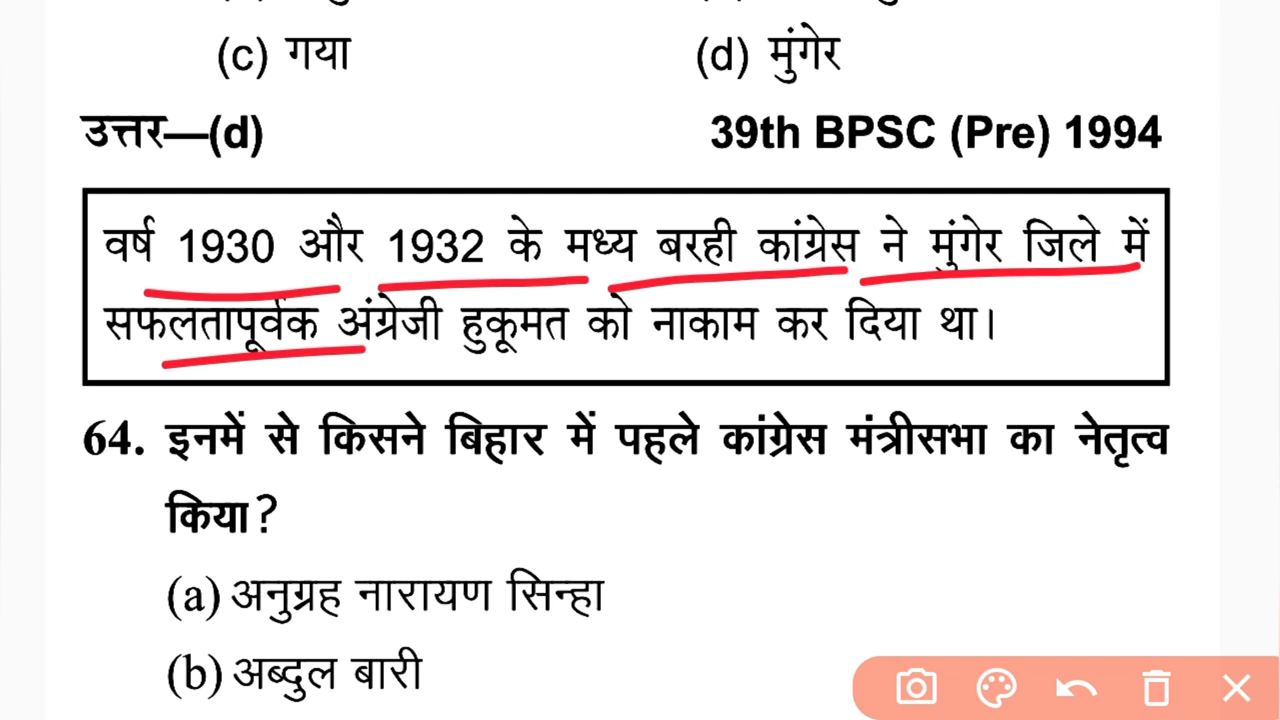 (c) गया (d) मुंगेर
उत्तर—(d) 39th BPSC (Pre) 1994
वर्ष 1930 और 1932 के मध्य बरही कांग्रेस ने मुंगेर जिले में
सफलतापूर्वक अंग्रेजी हुकूमत को नाकाम कर दिया था।
64. इनमें से किसने बिहार में पहले कांग्रेस मंत्रीसभा का नेतृत्व
किया?
(a) अनुग्रह नारायण सिन्हा
(b) अब्दुल बारी